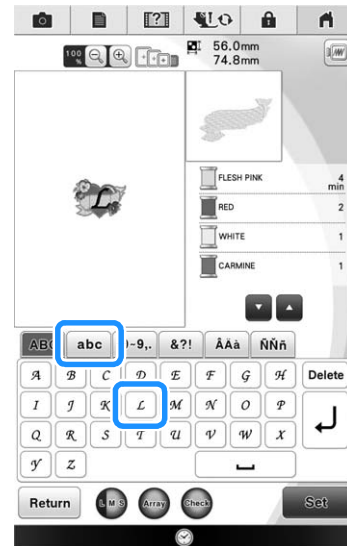 [?]
100 %
56.0mm
74.8mm
FLESH PINK 4 min
RED 2
WHITE 1
CARMINE 1
L
ABC abc 0~9,. &?! ÂÄà ÑÑñ
A B C D E F G H Delete
I J K L M N O P
Q R S T U V W X
Y Z
Return L M S Array Check Set